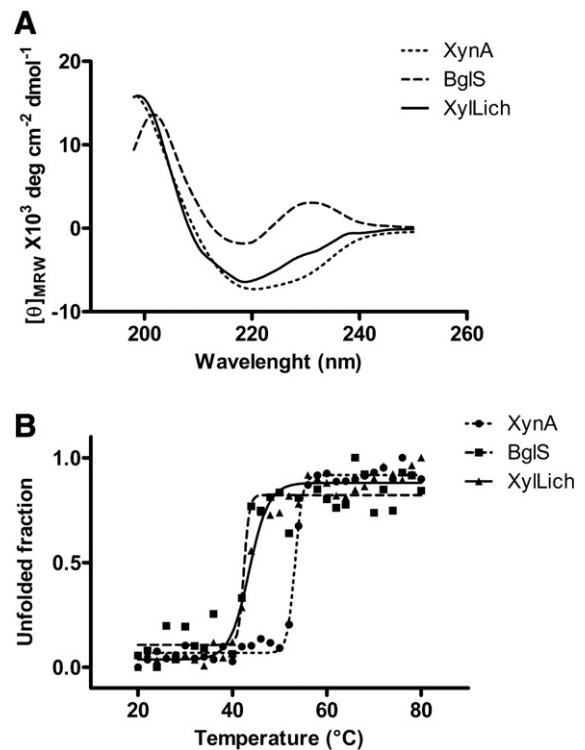 A
XynA
BglS
XylLich
20
10
0
-10
[θ]MRW X10³ deg cm⁻² dmol⁻¹
200
220
240
260
Wavelenght (nm)
B
XynA
BglS
XylLich
1.0
0.5
0.0
Unfolded fraction
20
40
60
80
Temperature (°C)